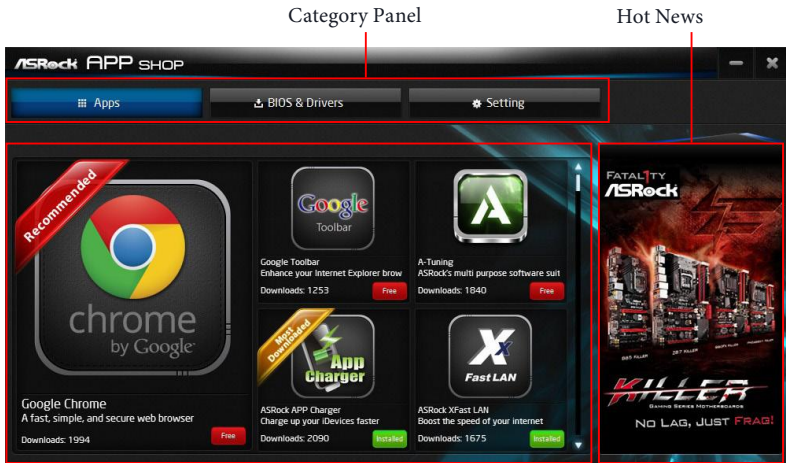 Category Panel
Hot News
ASRock APP SHOP
Apps
BIOS & Drivers
Setting
Recommended
chrome
by Google
Google Chrome
A fast, simple, and secure web browser
Downloads: 1994
Free
Google
Toolbar
Google Toolbar
Enhance your Internet Explorer brow
Downloads: 1253
Free
A-Tuning
ASRock's multi purpose software suit
Downloads: 1840
Free
Most
Downloaded
App
Charger
ASRock APP Charger
Charge up your iDevices faster
Downloads: 2090
Installed
Fast LAN
ASRock XFast LAN
Boost the speed of your internet
Downloads: 1675
Installed
FATAL1TY
ASRock
B85 KILLER
Z87 KILLER
KILLER
GAMING SERIES MOTHERBOARDS
NO LAG, JUST FRAG!